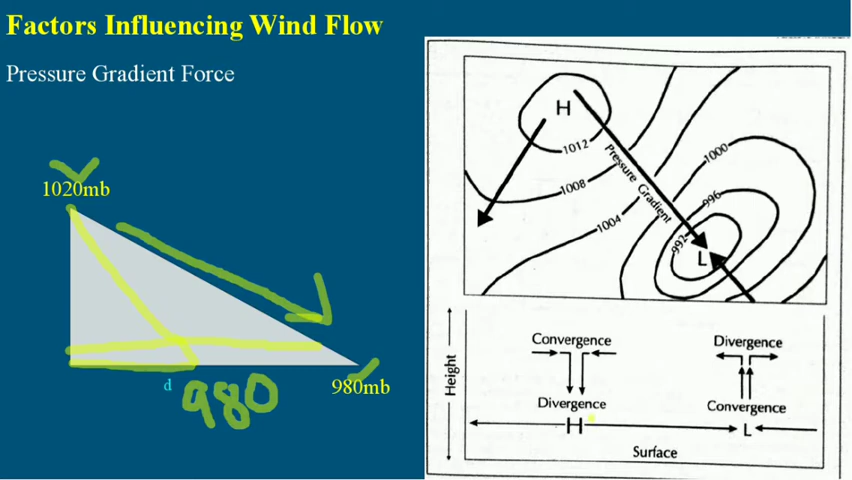 Factors Influencing Wind Flow
Pressure Gradient Force
1020mb
d
980
980mb
H
1012
1008
1004
Pressure Gradient
1000
996
992
L
Height
Convergence
Divergence
Divergence
Convergence
H
L
Surface